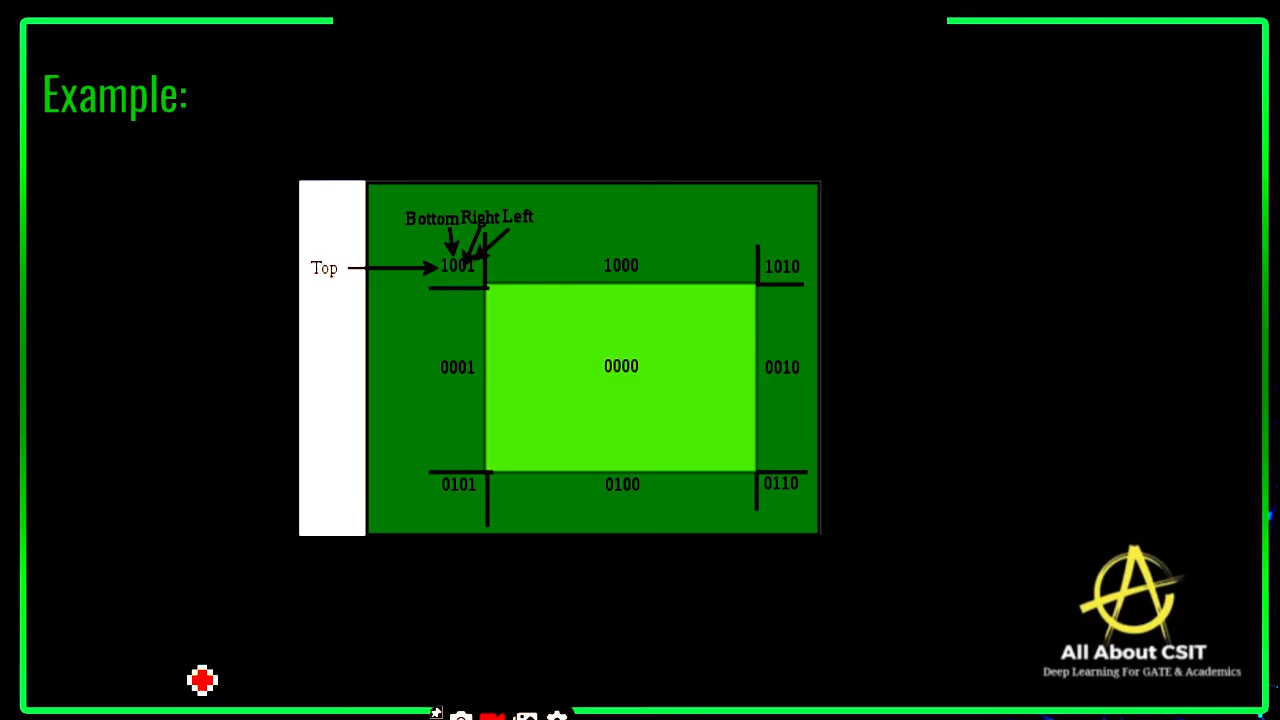 Example:
Bottom Right Left
Top
1001 1000 1010
0001 0000 0010
0101 0100 0110
All About CSIT
Deep Learning For GATE & Academics